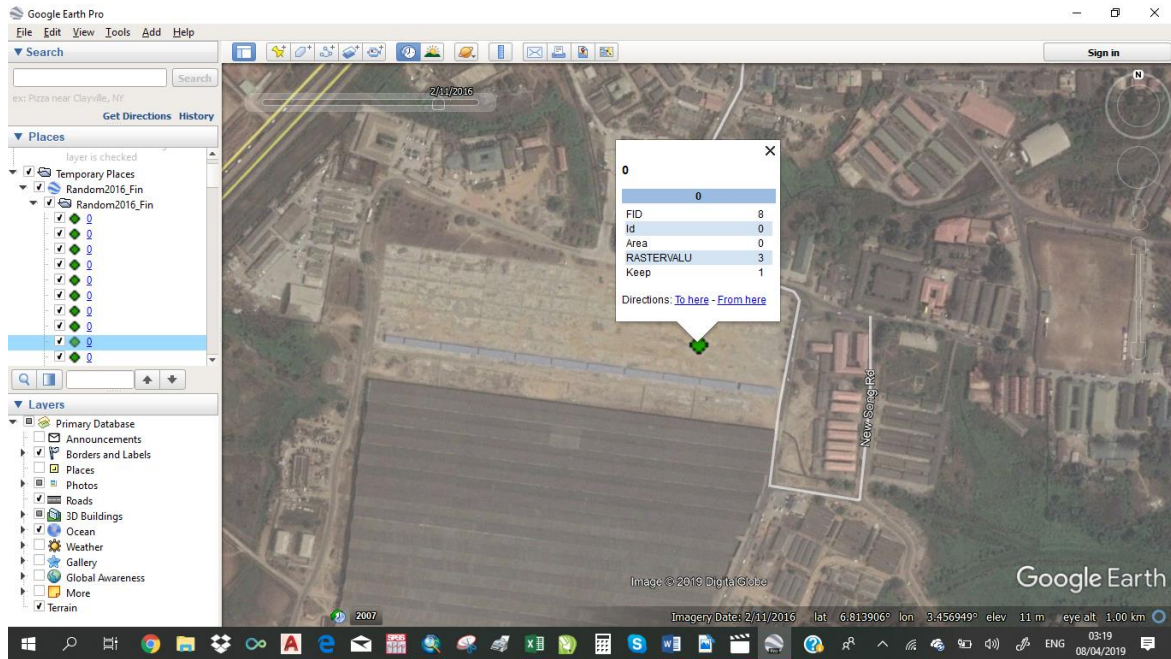 Google Earth Pro
File Edit View Tools Add Help
▼ Search
Search
ex: Pizza near Clayville, NY
Get Directions History
▼ Places
layer is checked
Temporary Places
Random2016_Fin
Random2016_Fin
0
0
0
0
0
0
0
0
0
0
▼ Layers
Primary Database
Announcements
Borders and Labels
Places
Photos
Roads
3D Buildings
Ocean
Weather
Gallery
Global Awareness
More
Terrain
Sign in
2/11/2016
N
0
0
FID 8
Id 0
Area 0
RASTERVALU 3
Keep 1
Directions: To here - From here
New Song Rd
Image © 2019 DigitalGlobe
Google Earth
2007
Imagery Date: 2/11/2016 lat 6.813906° lon 3.456949° elev 11 m eye alt 1.00 km
ENG
03:19
08/04/2019